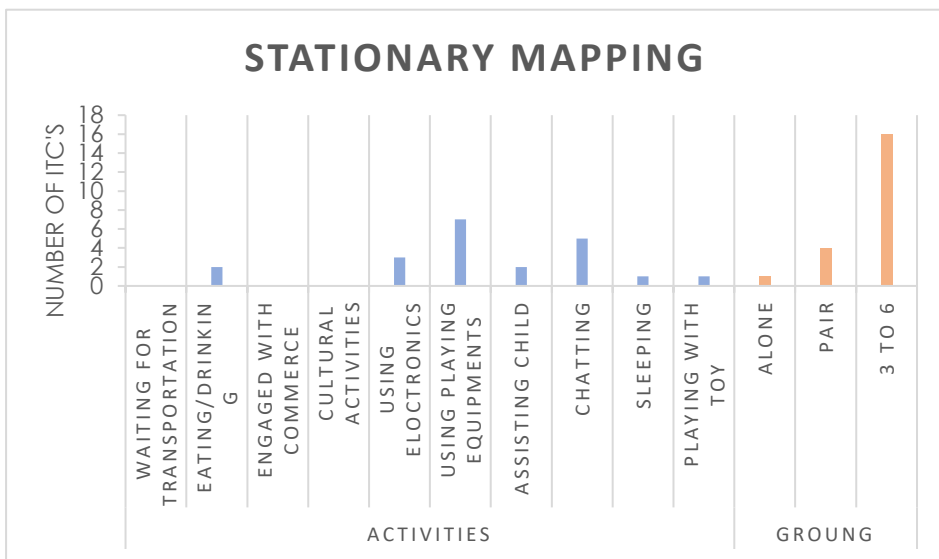 STATIONARY MAPPING
NUMBER OF ITC'S
18
16
14
12
10
8
6
4
2
0
WAITING FOR
TRANSPORTATION
EATING/DRINKIN
G
ENGAGED WITH
COMMERCE
CULTURAL
ACTIVITIES
USING
ELOCTRONICS
USING PLAYING
EQUIPMENTS
ASSISTING CHILD
CHATTING
SLEEPING
PLAYING WITH
TOY
ALONE
PAIR
3 TO 6
ACTIVITIES
GROUNG